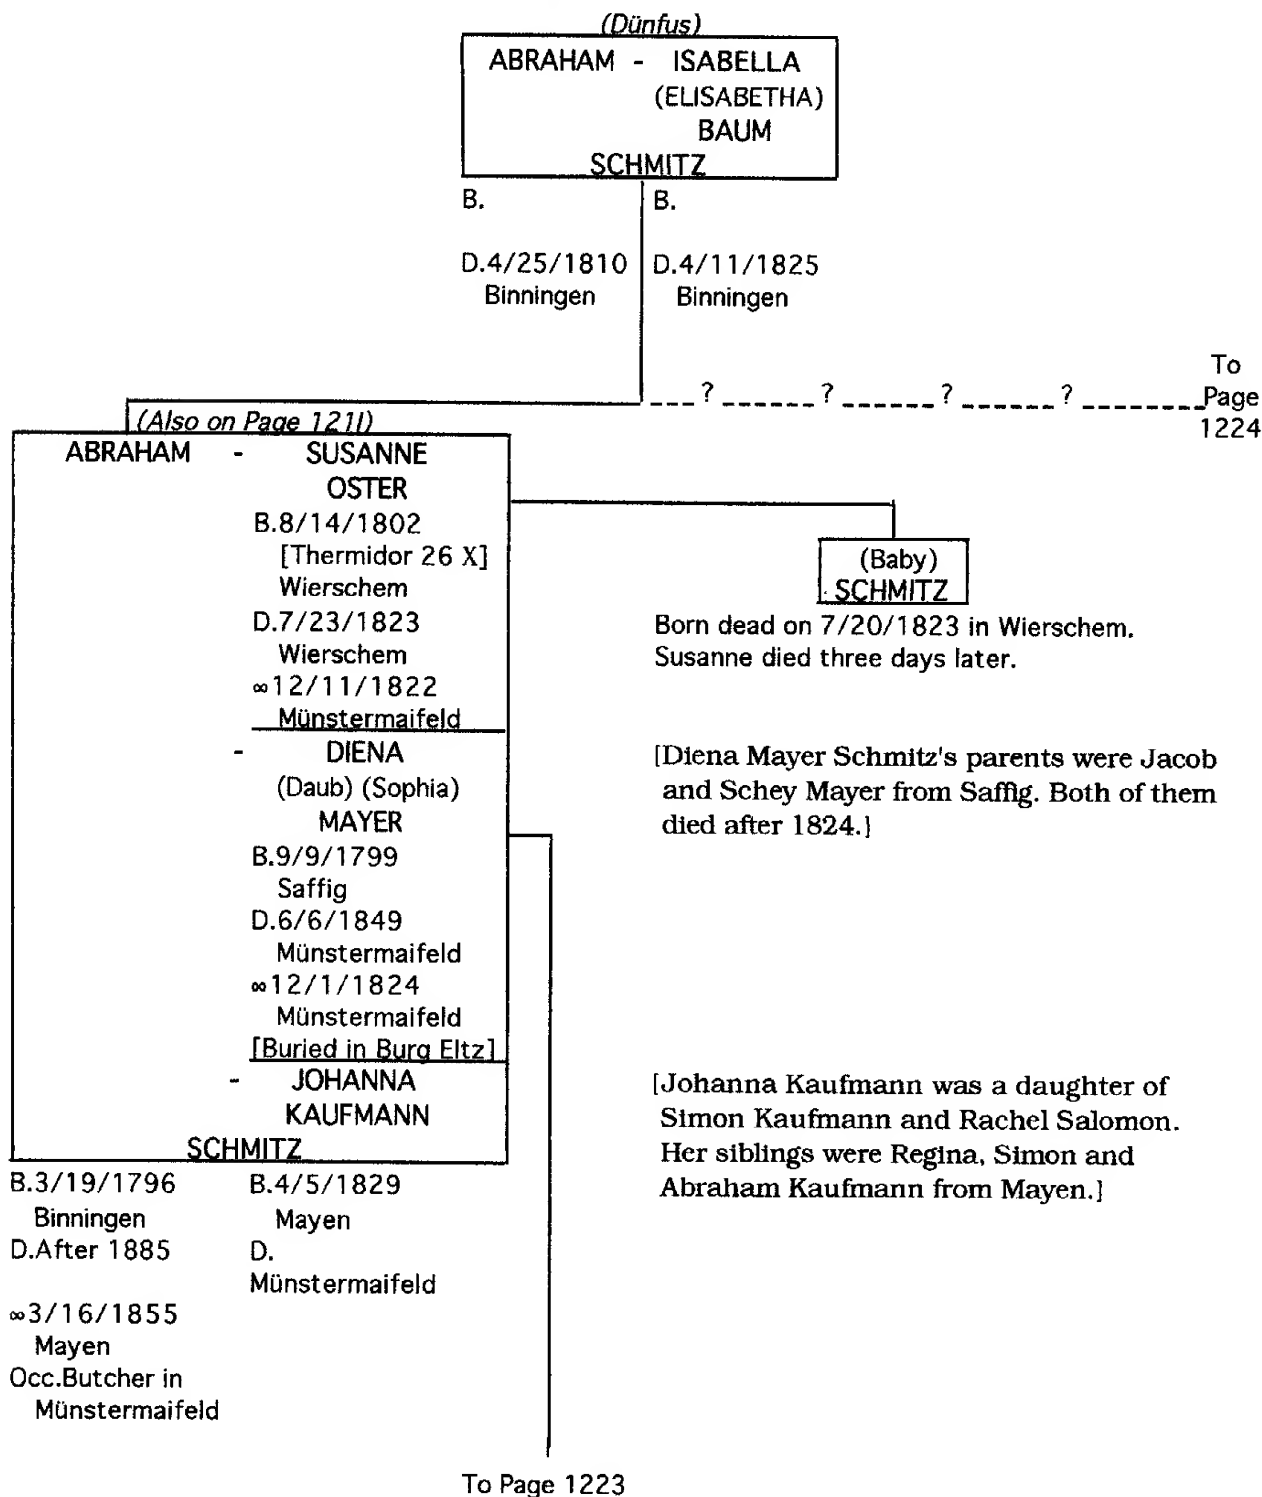 (Dünfus)
ABRAHAM - ISABELLA
(ELISABETHA)
BAUM
SCHMITZ
B. B.
D.4/25/1810 D.4/11/1825
Binningen Binningen
To
? ? ? ? Page
1224
(Also on Page 121I)
ABRAHAM - SUSANNE
OSTER
B.8/14/1802
[Thermidor 26 X]
Wierschem
D.7/23/1823
Wierschem
∞12/11/1822
Münstermaifeld
(Baby)
SCHMITZ
Born dead on 7/20/1823 in Wierschem.
Susanne died three days later.
- DIENA
(Daub) (Sophia)
MAYER
B.9/9/1799
Saffig
D.6/6/1849
Münstermaifeld
∞12/1/1824
Münstermaifeld
[Buried in Burg Eltz]
[Diena Mayer Schmitz's parents were Jacob
and Schey Mayer from Saffig. Both of them
died after 1824.]
- JOHANNA
KAUFMANN
SCHMITZ
[Johanna Kaufmann was a daughter of
Simon Kaufmann and Rachel Salomon.
Her siblings were Regina, Simon and
Abraham Kaufmann from Mayen.]
B.3/19/1796 B.4/5/1829
Binningen Mayen
D.After 1885 D.
Münstermaifeld
∞3/16/1855
Mayen
Occ.Butcher in
Münstermaifeld
To Page 1223